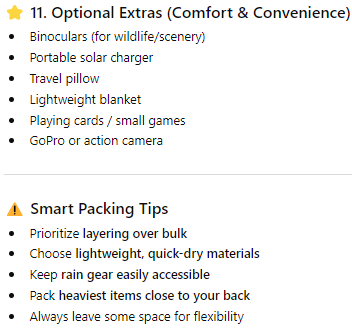 ⭐ 11. Optional Extras (Comfort & Convenience)
• Binoculars (for wildlife/scenery)
• Portable solar charger
• Travel pillow
• Lightweight blanket
• Playing cards / small games
• GoPro or action camera
⚠️ Smart Packing Tips
• Prioritize layering over bulk
• Choose lightweight, quick-dry materials
• Keep rain gear easily accessible
• Pack heaviest items close to your back
• Always leave some space for flexibility